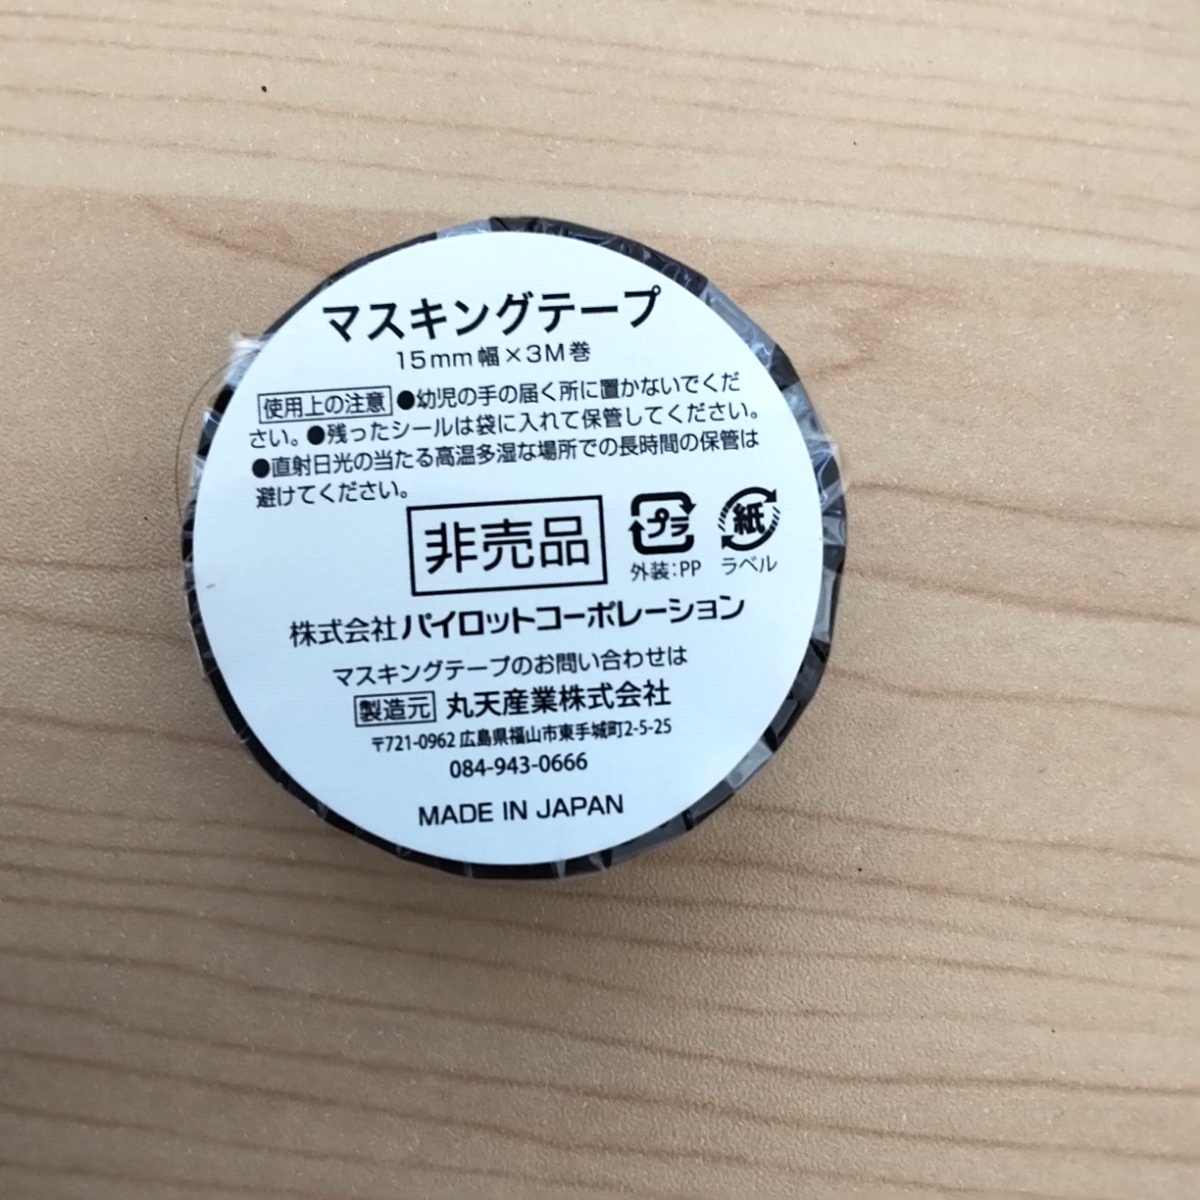 マスキングテープ
15mm幅×3M巻
使用上の注意 ●幼児の手の届く所に置かないでくだ
さい。●残ったシールは袋に入れて保管してください。
●直射日光の当たる高温多湿な場所での長時間の保管は
避けてください。
非売品
プラ 紙
外装:PP ラベル
株式会社パイロットコーポレーション
マスキングテープのお問い合わせは
製造元 丸天産業株式会社
〒721-0962 広島県福山市東手城町2-5-25
084-943-0666
MADE IN JAPAN